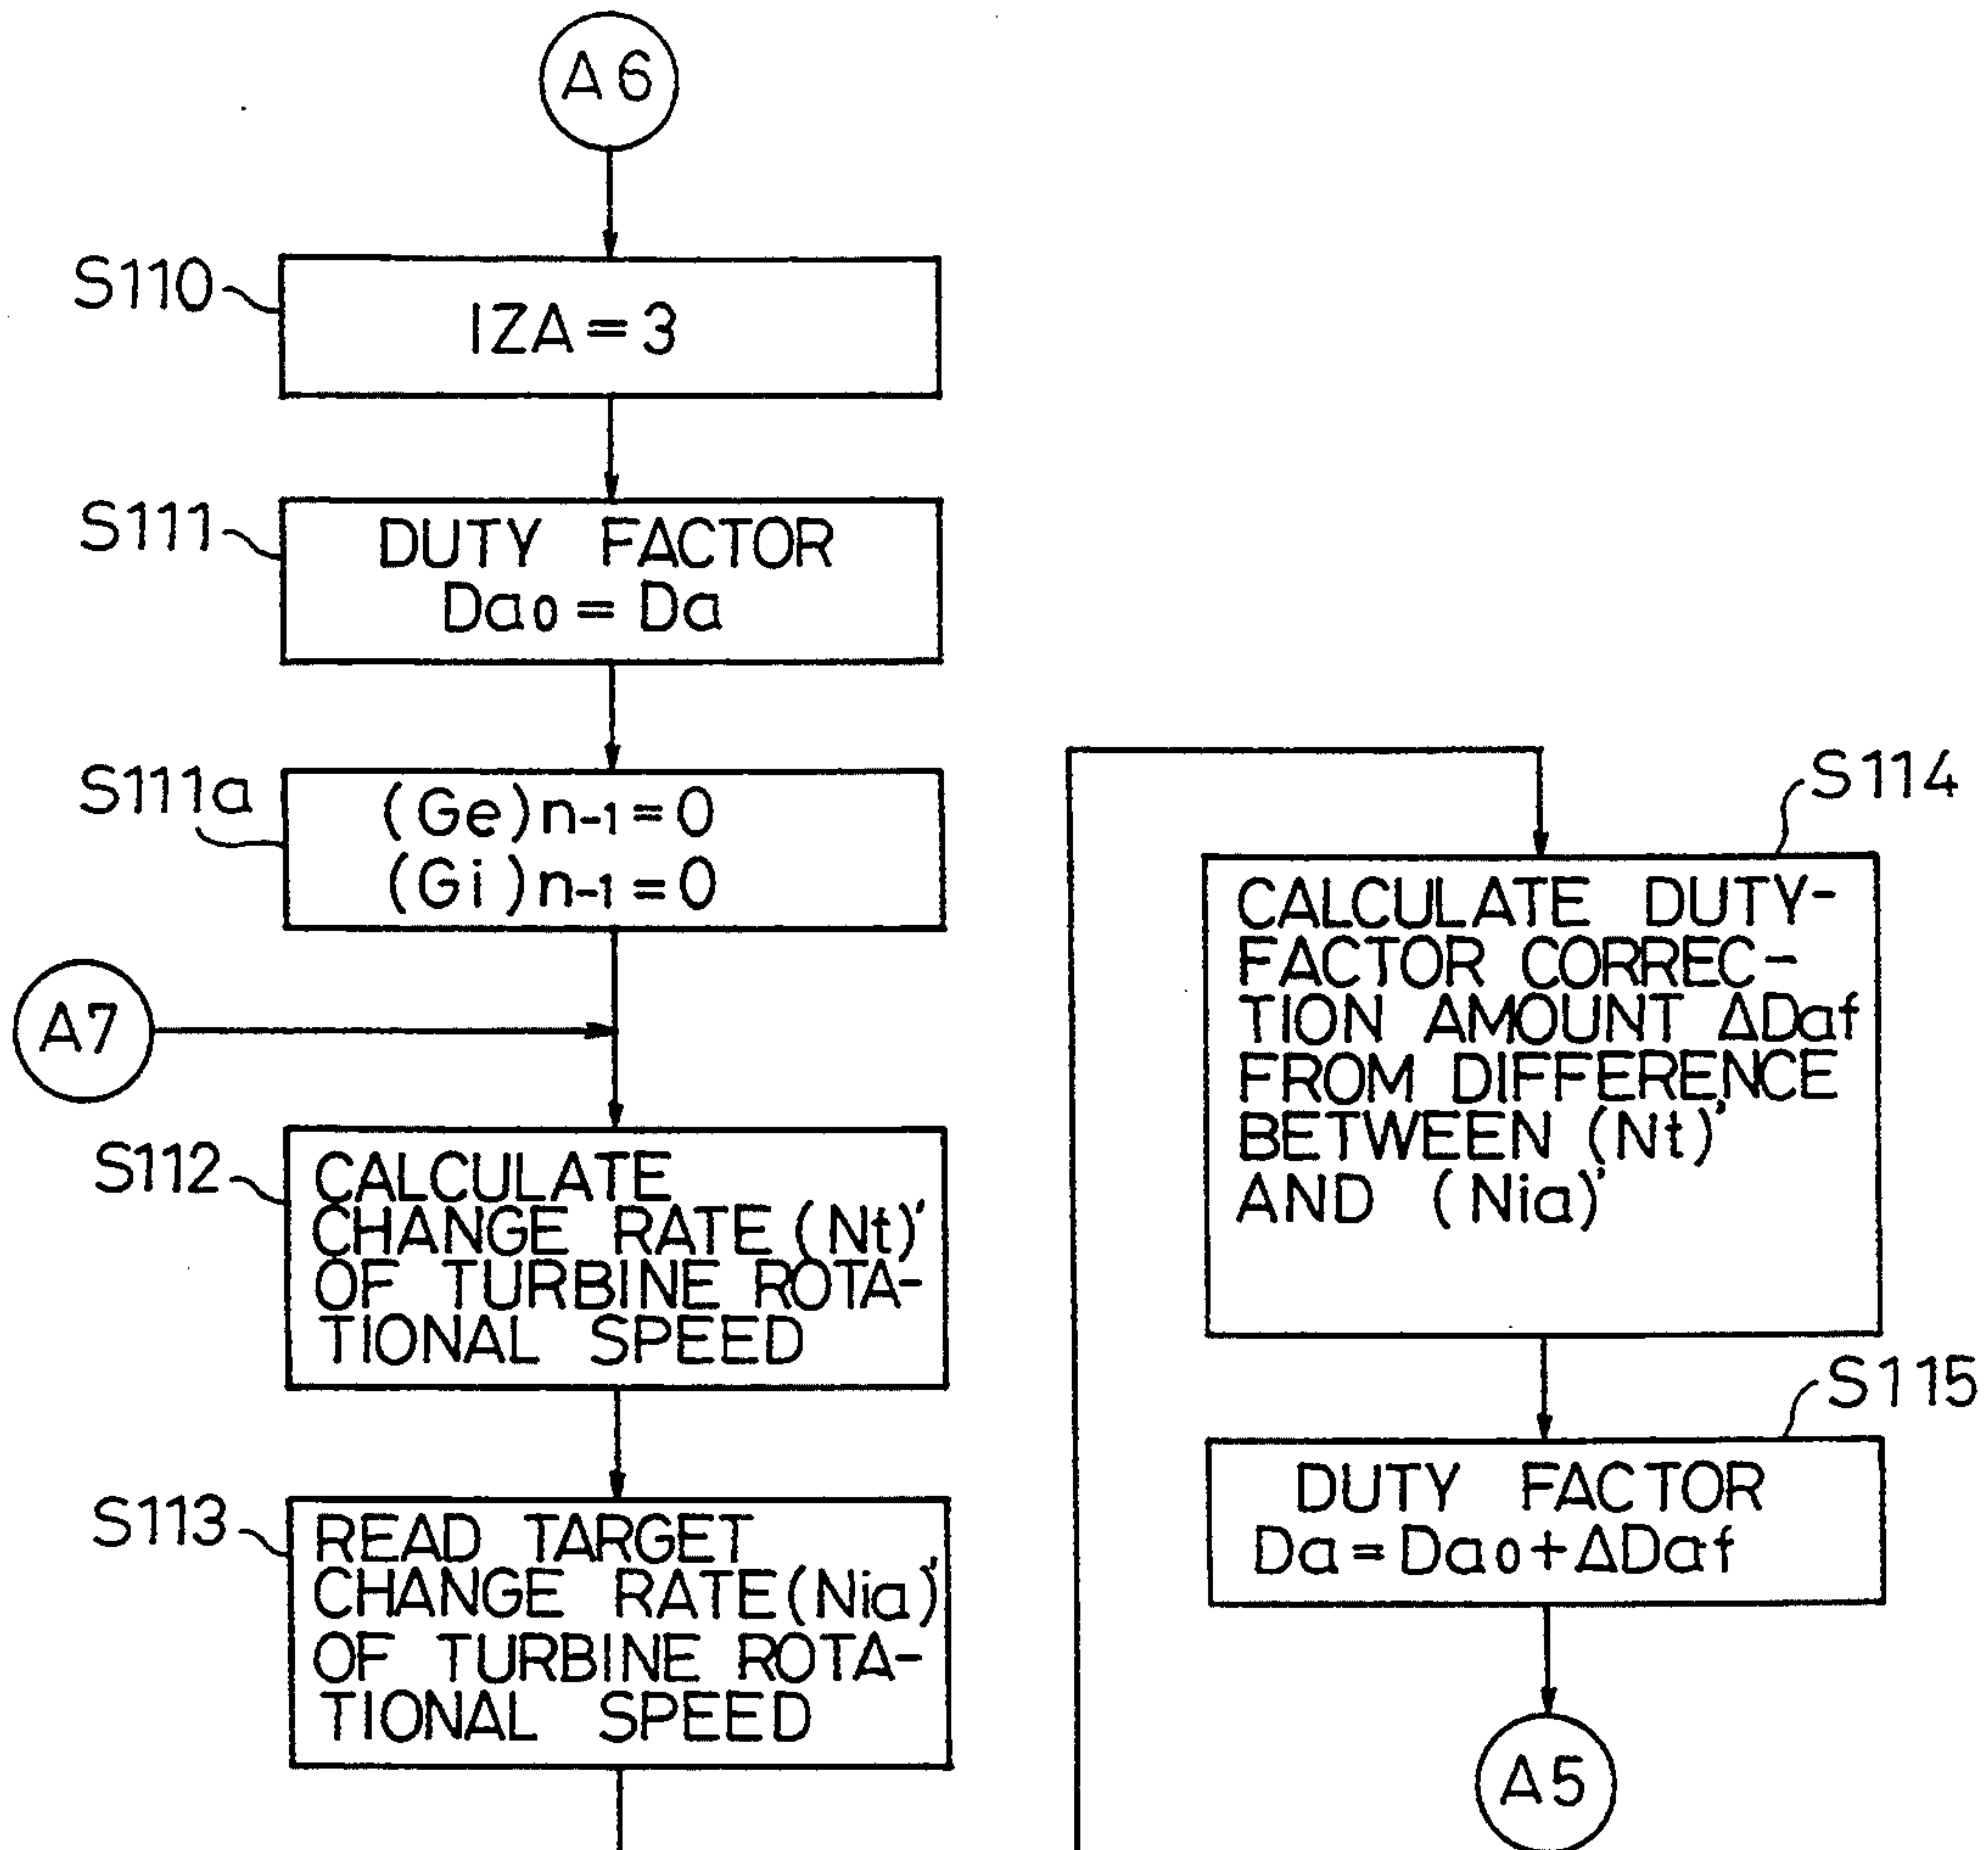 A6
S110
IZA=3
S111
DUTY FACTOR
Da0=Da
S111a
(Ge)n-1=0
(Gi)n-1=0
A7
S112
CALCULATE
CHANGE RATE (Nt)'
OF TURBINE ROTA-
TIONAL SPEED
S113
READ TARGET
CHANGE RATE (Nia)'
OF TURBINE ROTA-
TIONAL SPEED
S114
CALCULATE DUTY-
FACTOR CORREC-
TION AMOUNT ΔDaf
FROM DIFFERENCE
BETWEEN (Nt)'
AND (Nia)'
S115
DUTY FACTOR
Da=Da0+ΔDaf
A5